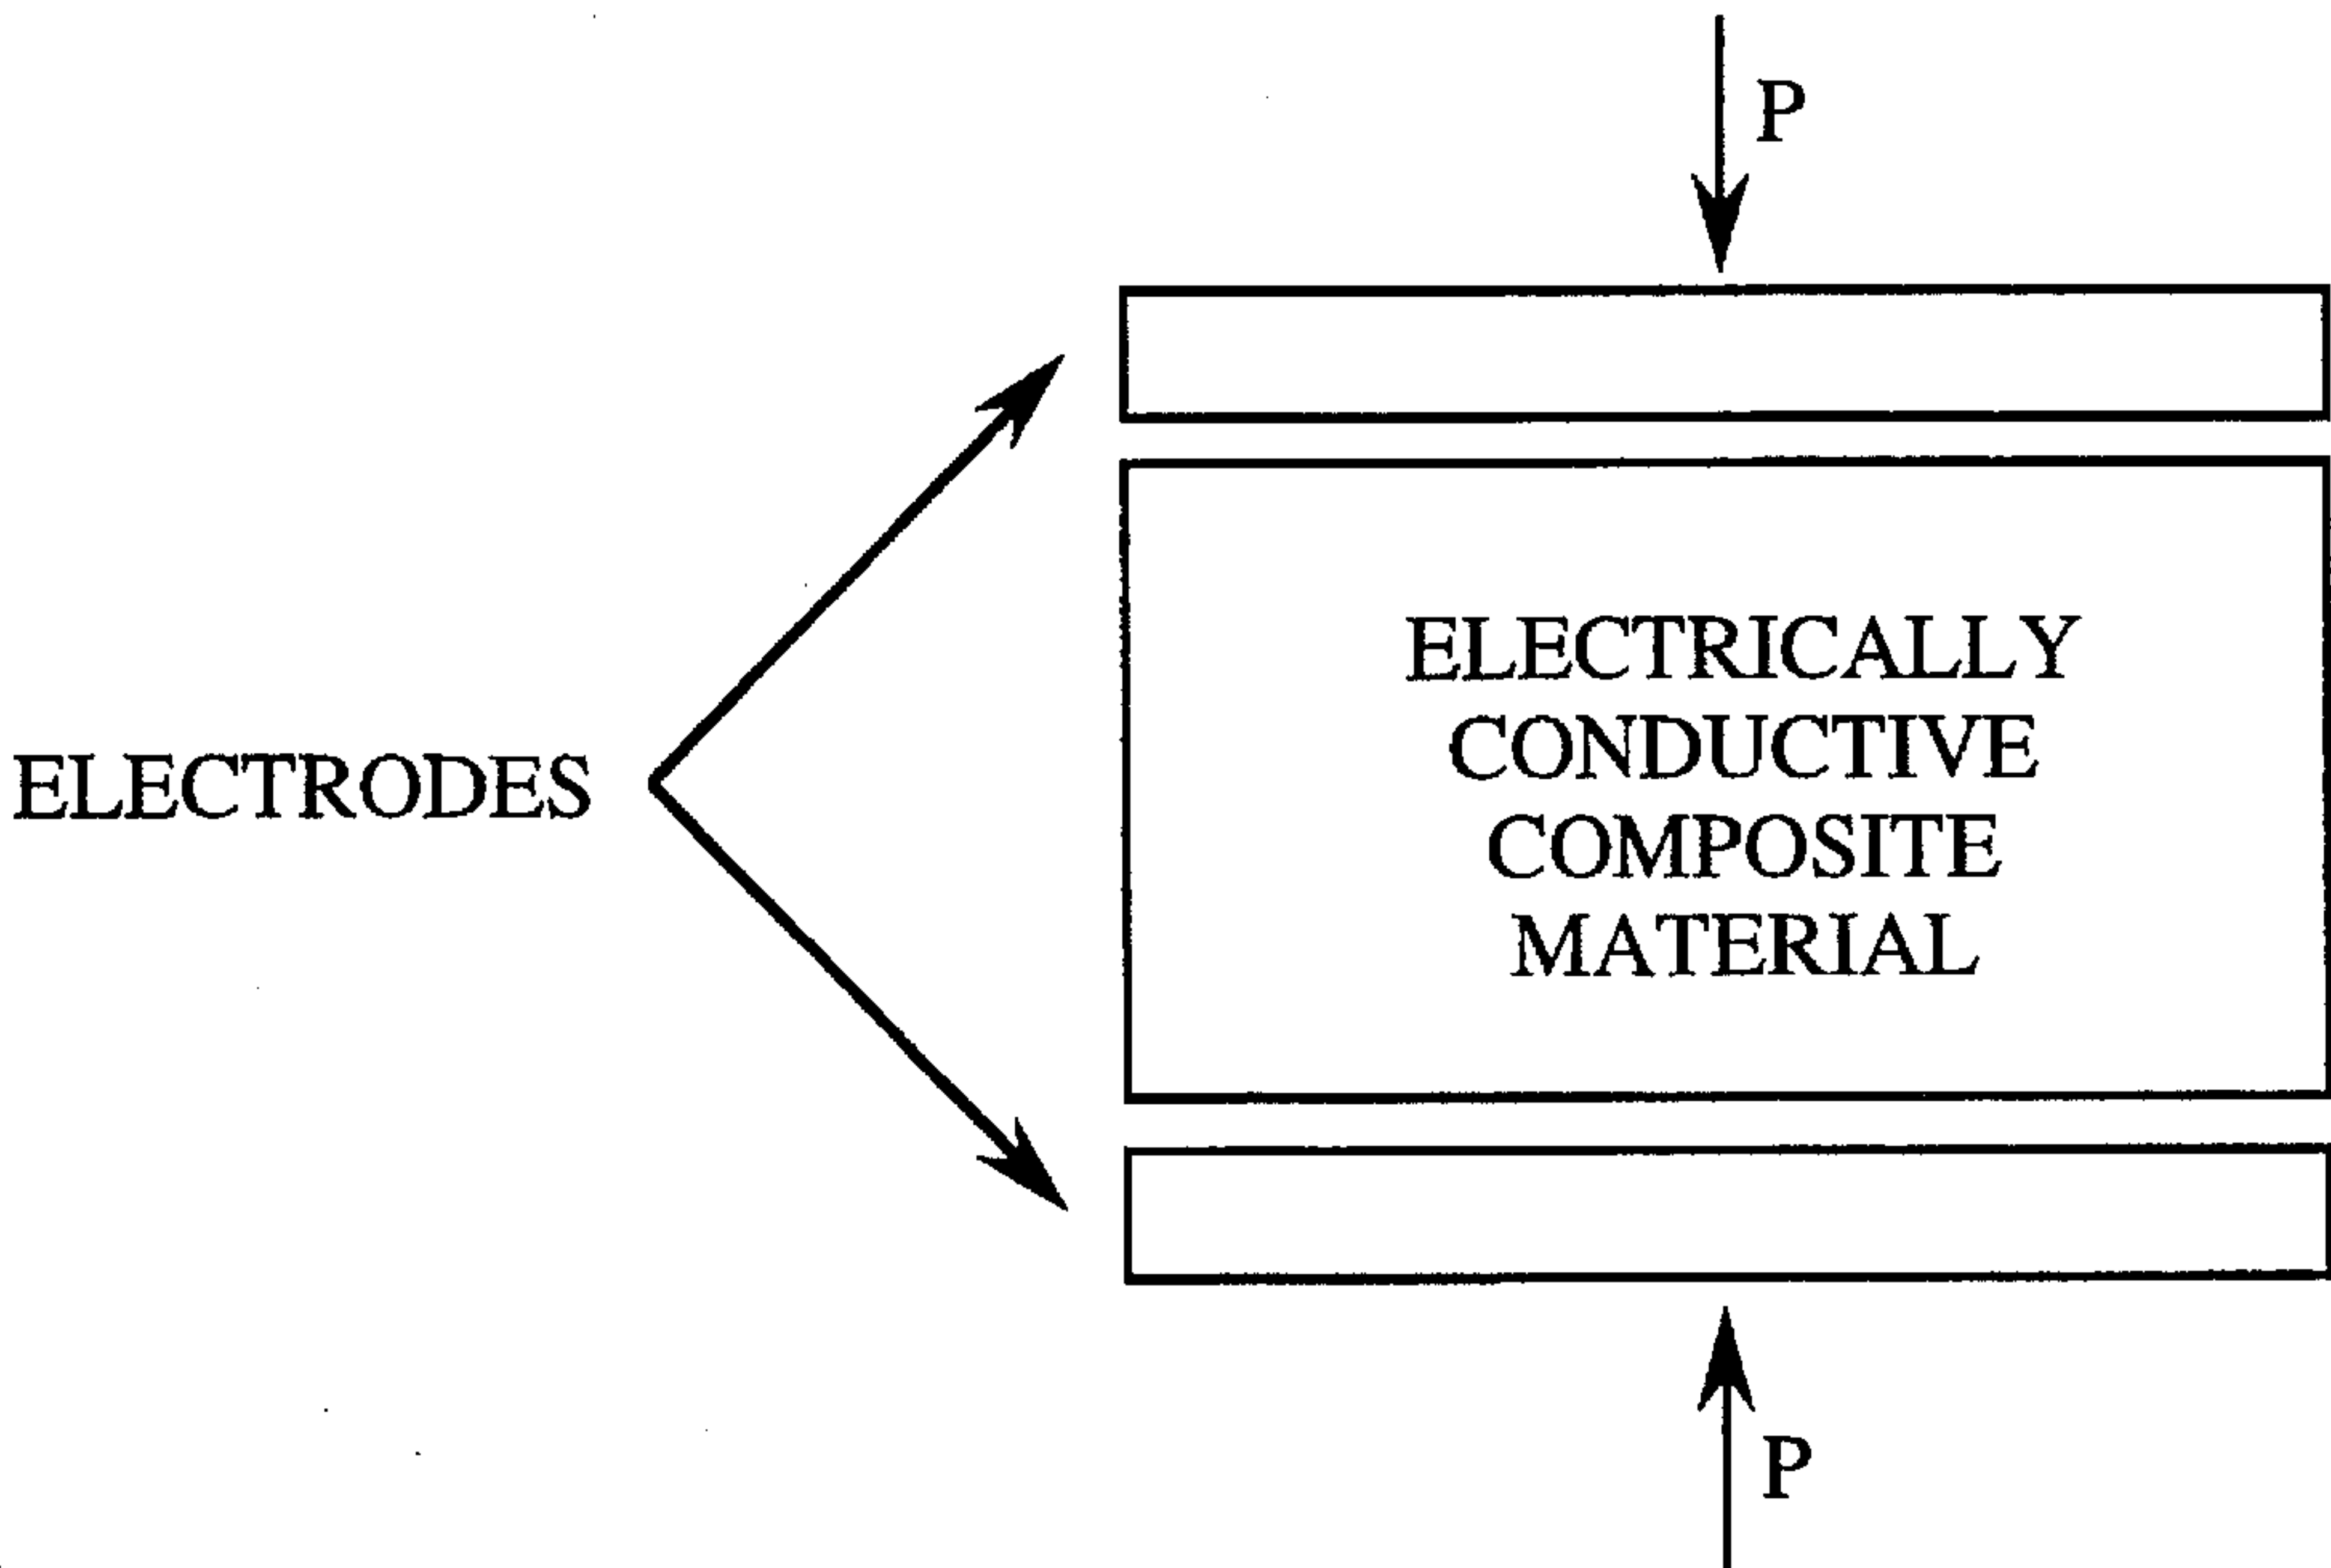 P
ELECTRODES
ELECTRICALLY
CONDUCTIVE
COMPOSITE
MATERIAL
P